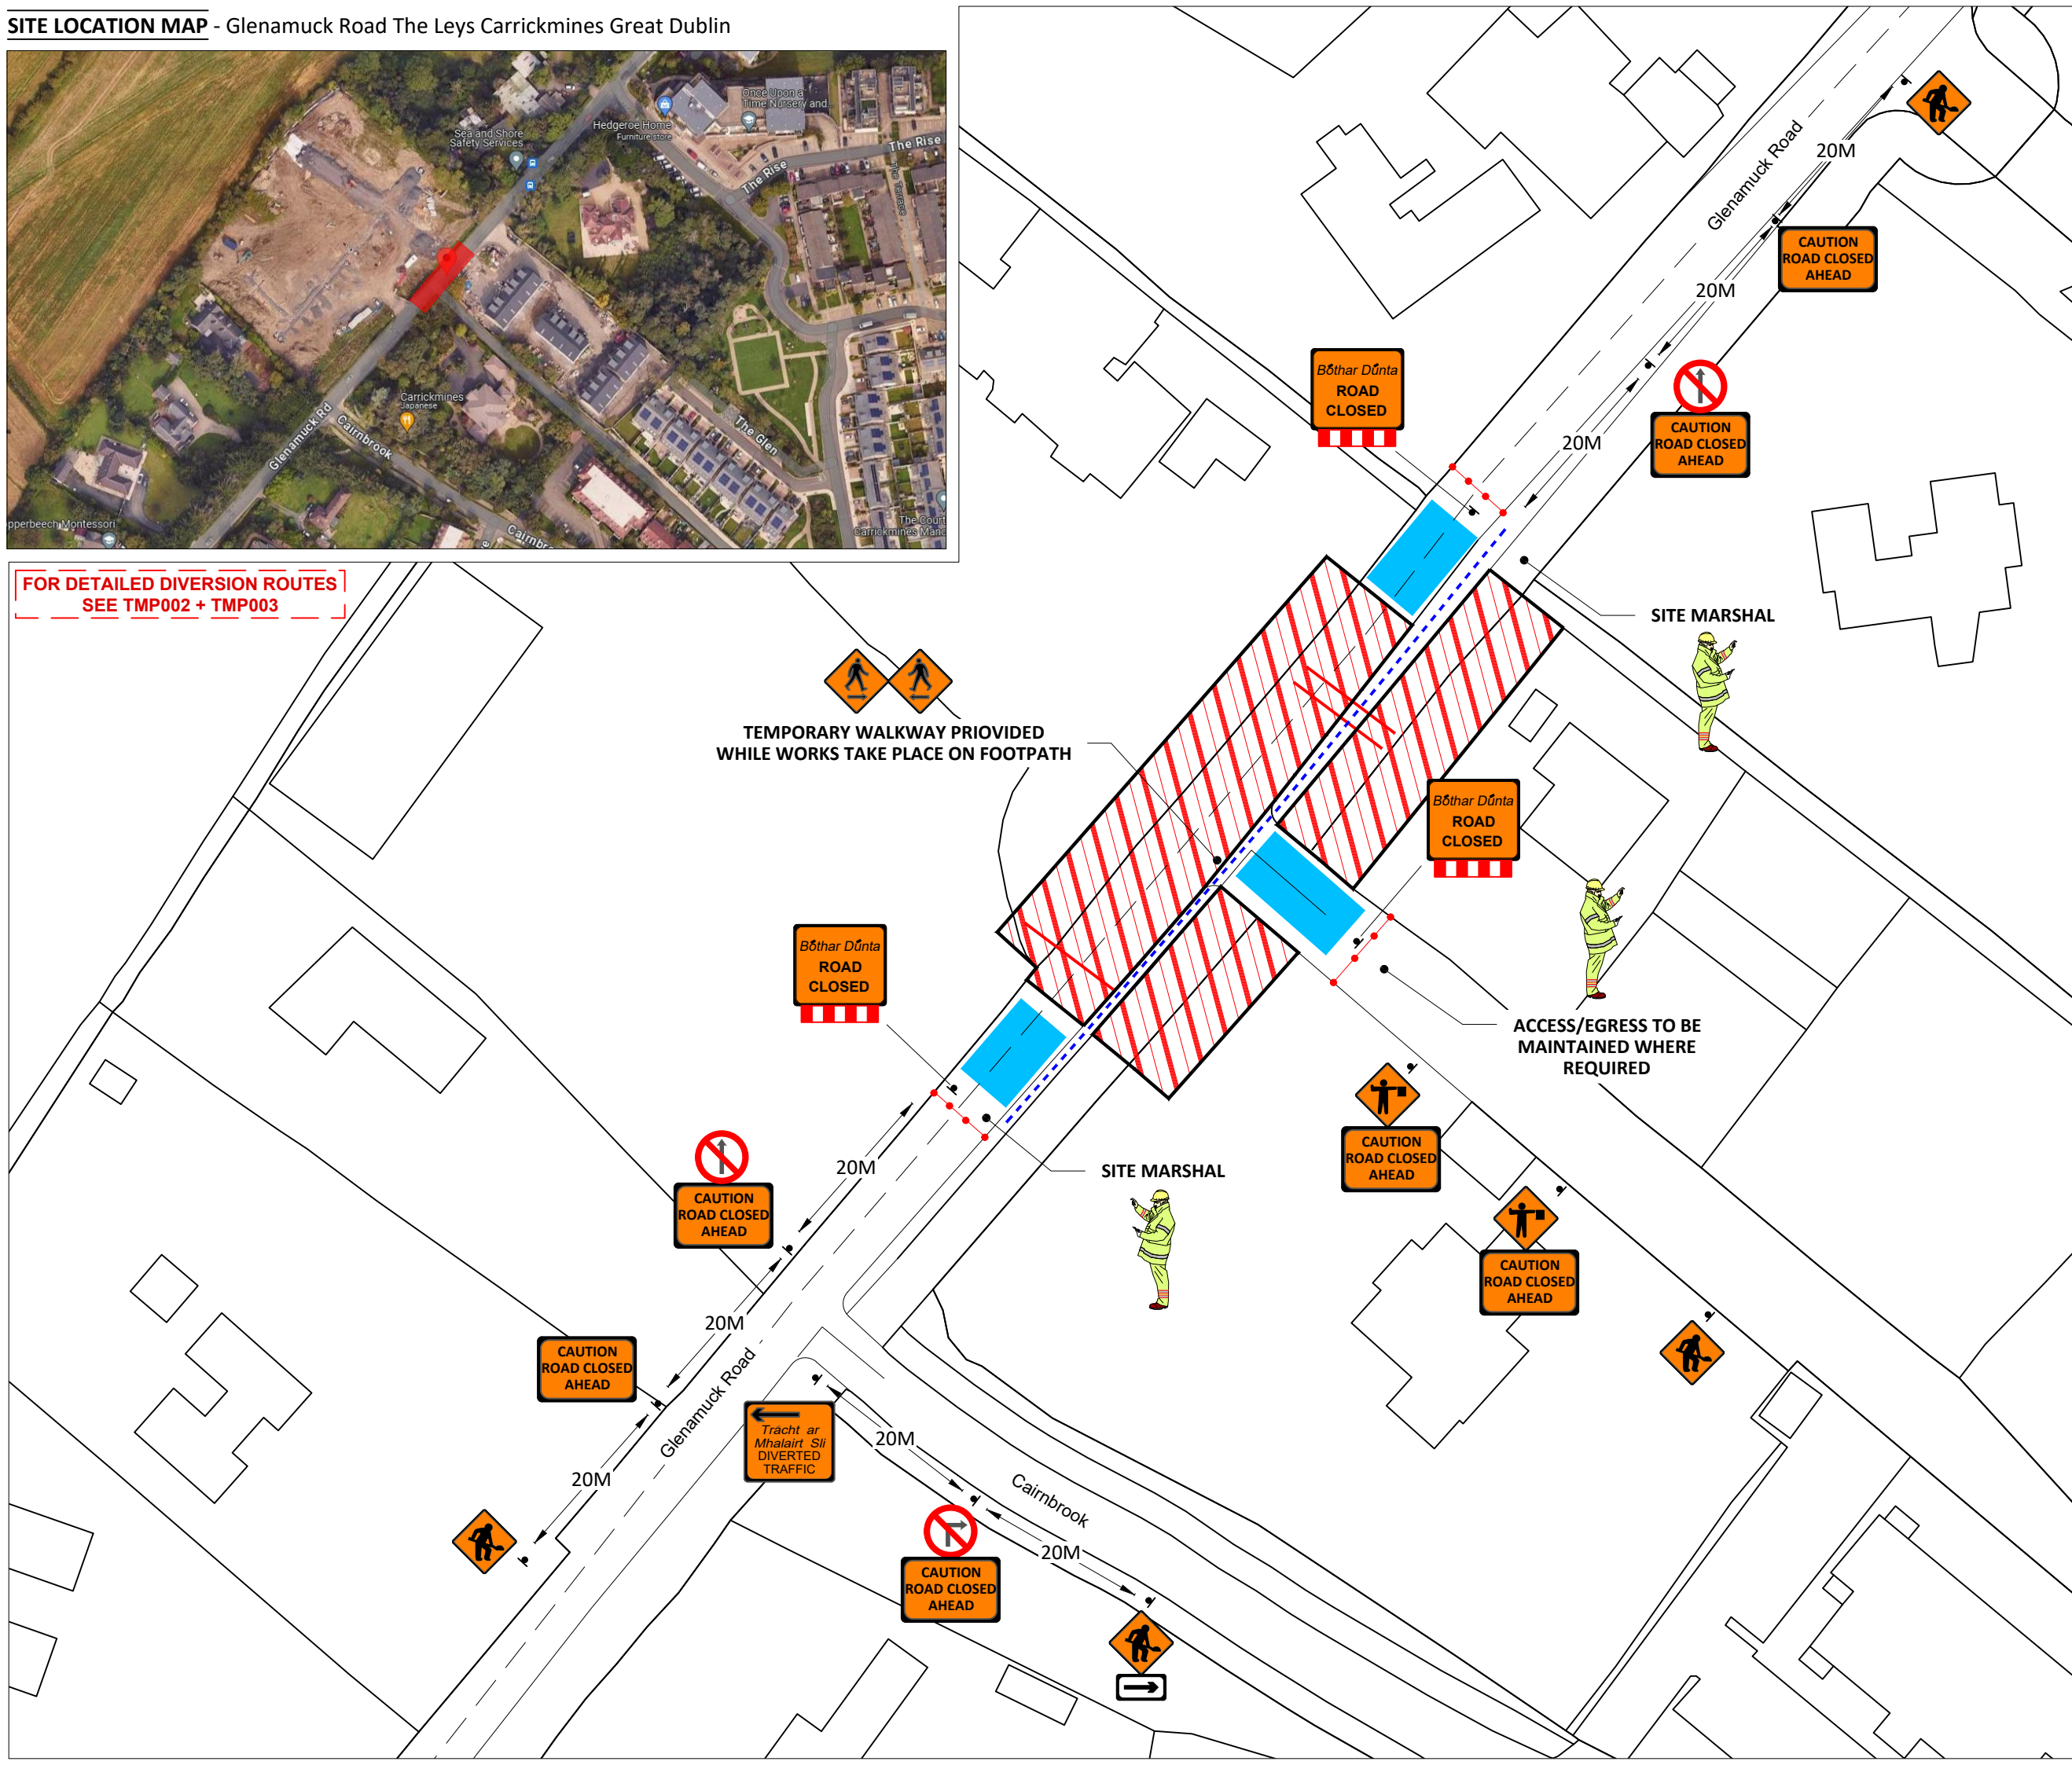 SITE LOCATION MAP - Glenamuck Road The Leys Carrickmines Great Dublin
Once Upon a
Time Nursery and...
Hedgeroe Home
Furniture store
Sea and Shore
Safety Services
The Rise
The Rise
The Terrace
Carrickmines
Japanese
Glenamuck Rd
Cairnbrook
The Glen
opperbeech Montessori
Cairnbr
The Court
Carrickmines Mano
FOR DETAILED DIVERSION ROUTES
SEE TMP002 + TMP003
Glenamuck Road
20M
CAUTION
ROAD CLOSED
AHEAD
20M
Bóthar Dúnta
ROAD
CLOSED
20M
CAUTION
ROAD CLOSED
AHEAD
SITE MARSHAL
TEMPORARY WALKWAY PRIOVIDED
WHILE WORKS TAKE PLACE ON FOOTPATH
Bóthar Dúnta
ROAD
CLOSED
Bóthar Dúnta
ROAD
CLOSED
ACCESS/EGRESS TO BE
MAINTAINED WHERE
REQUIRED
CAUTION
ROAD CLOSED
AHEAD
20M
SITE MARSHAL
CAUTION
ROAD CLOSED
AHEAD
CAUTION
ROAD CLOSED
AHEAD
20M
CAUTION
ROAD CLOSED
AHEAD
Glenamuck Road
20M
Trácht ar
Mhalairt Slí
DIVERTED
TRAFFIC
20M
Cairnbrook
20M
CAUTION
ROAD CLOSED
AHEAD